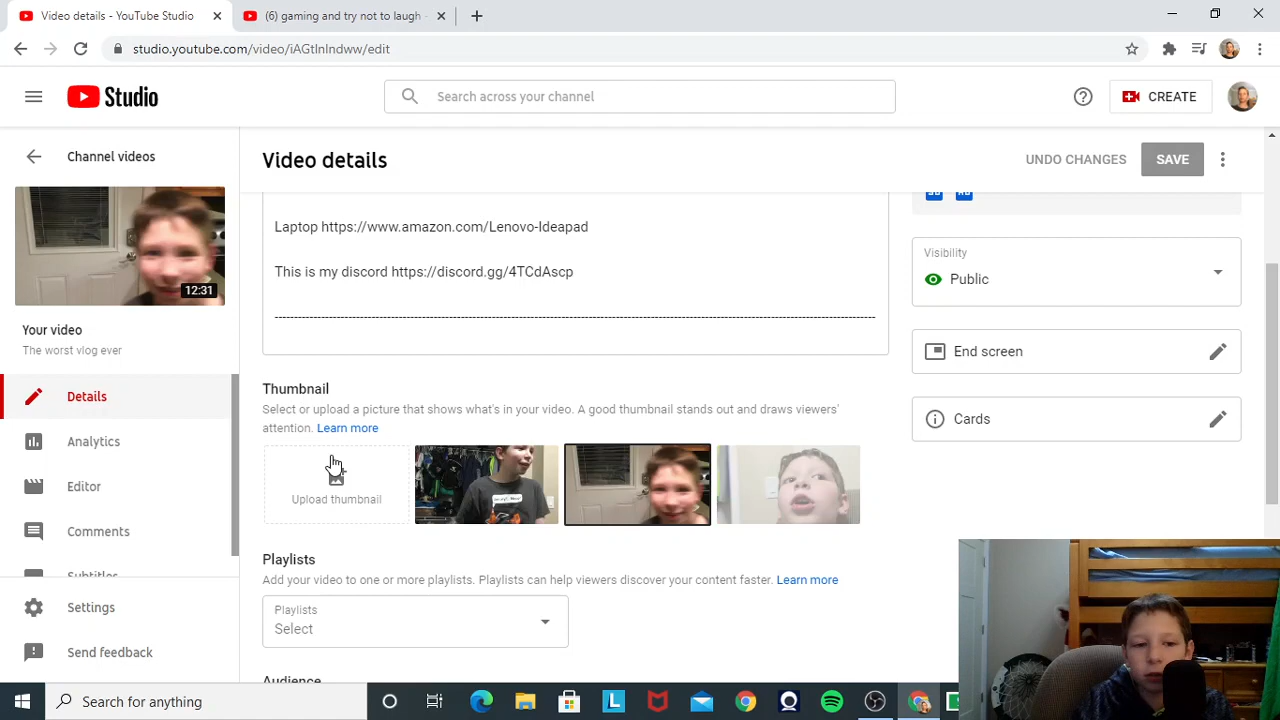 Video details - YouTube Studio
(6) gaming and try not to laugh -
studio.youtube.com/video/iAGtlnIndww/edit
Studio
Search across your channel
CREATE
Channel videos
Video details
UNDO CHANGES
SAVE
12:31
Your video
The worst vlog ever
Details
Analytics
Editor
Comments
Subtitles
Settings
Send feedback
Laptop https://www.amazon.com/Lenovo-Ideapad
This is my discord https://discord.gg/4TCdAscp
Thumbnail
Select or upload a picture that shows what's in your video. A good thumbnail stands out and draws viewers'
attention. Learn more
Upload thumbnail
Playlists
Add your video to one or more playlists. Playlists can help viewers discover your content faster. Learn more
Playlists
Select
Audience
Visibility
Public
End screen
Cards
Search for anything